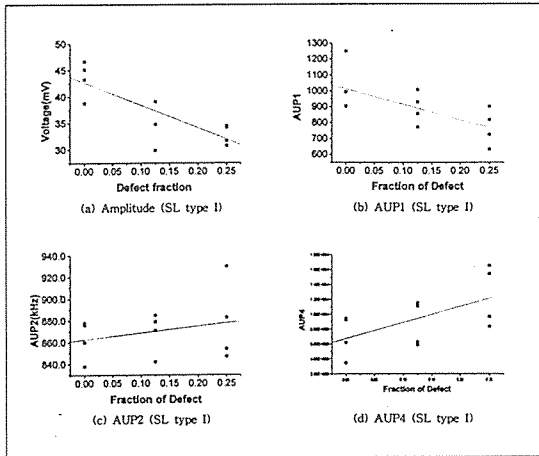 50
45
40
35
30
Voltage(mV)
0.00 0.05 0.10 0.15 0.20 0.25
Defect fraction
(a) Amplitude (SL type I)
1300
1200
1100
1000
900
800
700
600
AUP1
0.00 0.05 0.10 0.15 0.20 0.25
Fraction of Defect
(b) AUP1 (SL type I)
940.0
920.0
900.0
880.0
860.0
840.0
AUP2(kHz)
0.00 0.05 0.10 0.15 0.20 0.25
Fraction of Defect
(c) AUP2 (SL type I)
AUP4
Fraction of Defect
(d) AUP4 (SL type I)